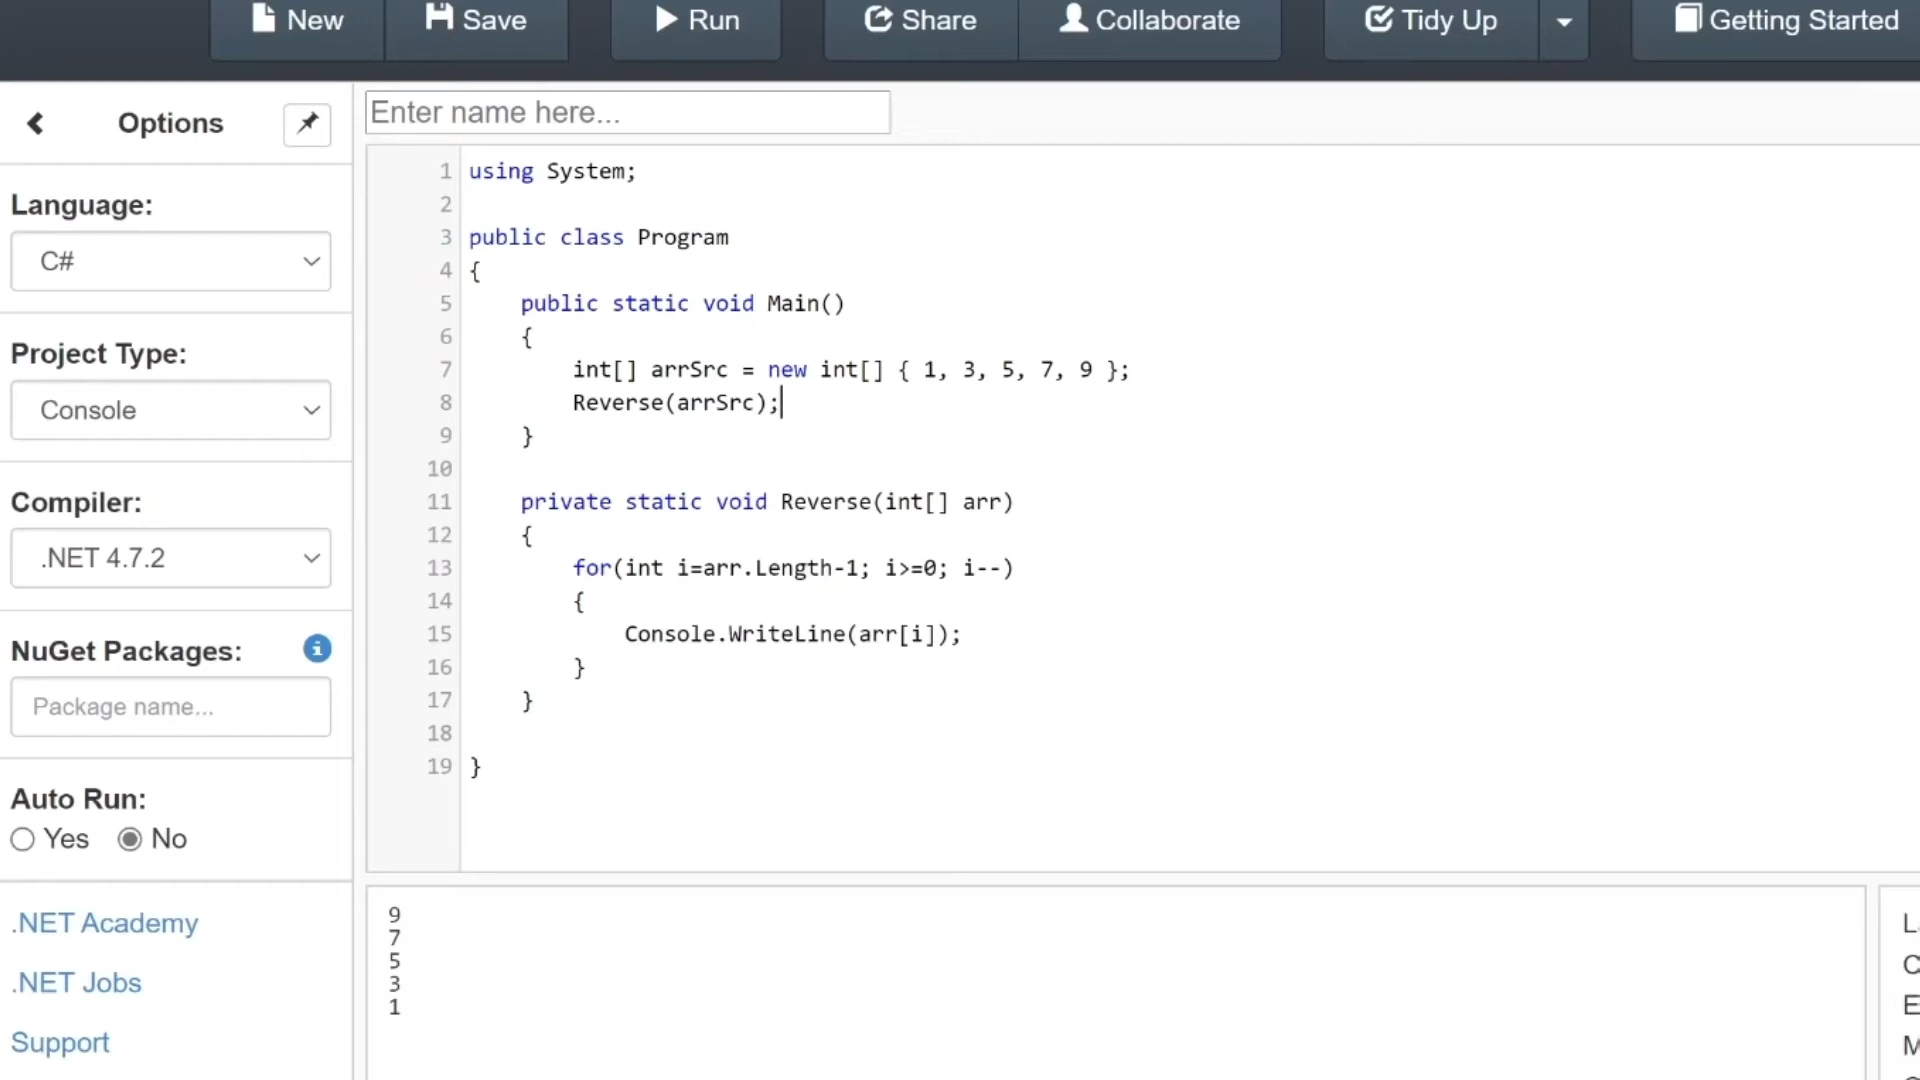 New Save Run Share Collaborate Tidy Up Getting Started
Options
Enter name here...
Language:
C#
Project Type:
Console
Compiler:
.NET 4.7.2
NuGet Packages:
Package name...
Auto Run:
Yes No
.NET Academy
.NET Jobs
Support
1 using System;
2
3 public class Program
4 {
5 public static void Main()
6 {
7 int[] arrSrc = new int[] { 1, 3, 5, 7, 9 };
8 Reverse(arrSrc);
9 }
10
11 private static void Reverse(int[] arr)
12 {
13 for(int i=arr.Length-1; i>=0; i--)
14 {
15 Console.WriteLine(arr[i]);
16 }
17 }
18
19 }
9
7
5
3
1